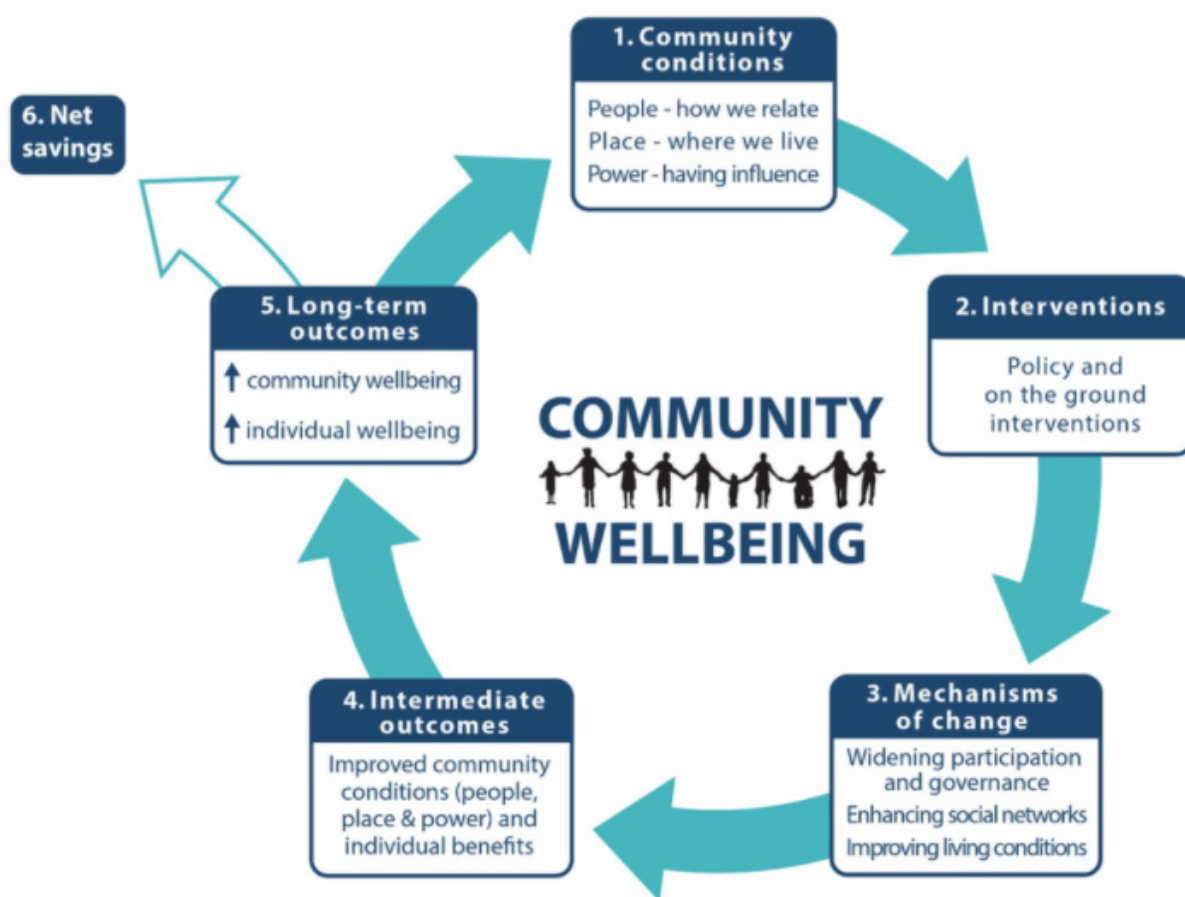 1. Community
conditions
People - how we relate
Place - where we live
Power - having influence
2. Interventions
Policy and
on the ground
interventions
3. Mechanisms
of change
Widening participation
and governance
Enhancing social networks
Improving living conditions
4. Intermediate
outcomes
Improved community
conditions (people,
place & power) and
individual benefits
5. Long-term
outcomes
community wellbeing
individual wellbeing
6. Net
savings
COMMUNITY
WELLBEING